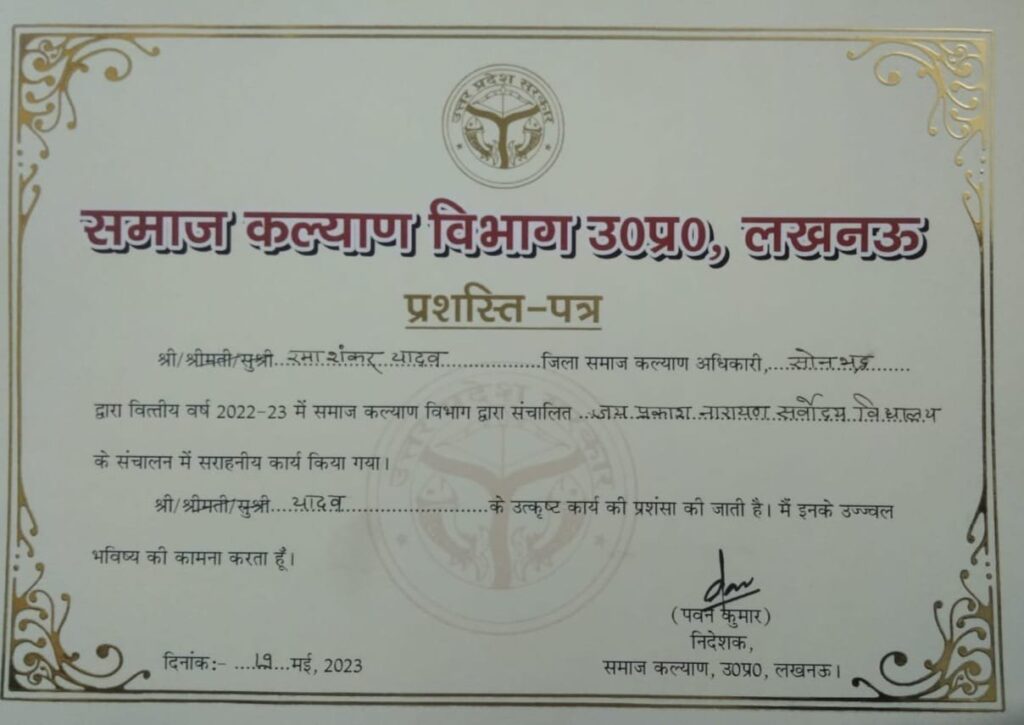 उत्तर प्रदेश सरकार
समाज कल्याण विभाग उ0प्र0, लखनऊ
प्रशस्ति-पत्र
श्री/श्रीमती/सुश्री...रमाशंकर यादव..................जिला समाज कल्याण अधिकारी,....सोनभद्र.......
द्वारा वित्तीय वर्ष 2022-23 में समाज कल्याण विभाग द्वारा संचालित ...जय प्रकाश नारायण सर्वोदय विद्यालय
के संचालन में सराहनीय कार्य किया गया।
श्री/श्रीमती/सुश्री....यादव..........................के उत्कृष्ट कार्य की प्रशंसा की जाती है। मैं इनके उज्ज्वल
भविष्य की कामना करता हूँ।
(पवन कुमार)
निदेशक,
दिनांक:- ........मई, 2023
समाज कल्याण, उ0प्र0, लखनऊ।